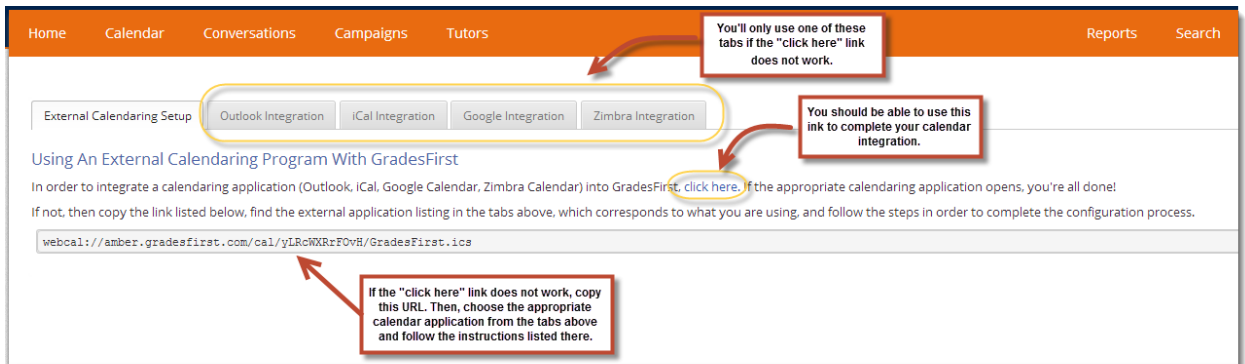 Home Calendar Conversations Campaigns Tutors Reports Search
You'll only use one of these
tabs if the "click here" link
does not work.
External Calendaring Setup Outlook Integration iCal Integration Google Integration Zimbra Integration
You should be able to use this
ink to complete your calendar
integration.
Using An External Calendaring Program With GradesFirst
In order to integrate a calendaring application (Outlook, iCal, Google Calendar, Zimbra Calendar) into GradesFirst, click here. If the appropriate calendaring application opens, you're all done!
If not, then copy the link listed below, find the external application listing in the tabs above, which corresponds to what you are using, and follow the steps in order to complete the configuration process.
webcal://amber.gradesfirst.com/cal/yLRcWXRrFOvH/GradesFirst.ics
If the "click here" link does not work, copy
this URL. Then, choose the appropriate
calendar application from the tabs above
and follow the instructions listed there.